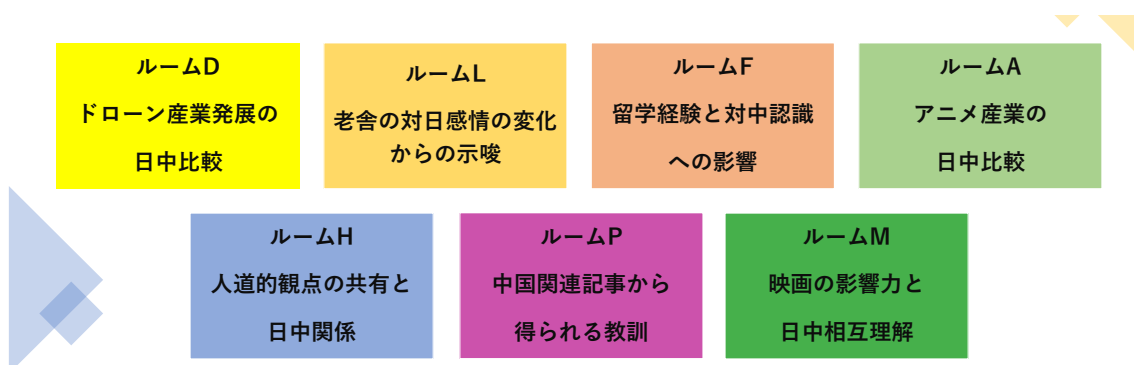 ルームD
ドローン産業発展の
日中比較
ルームL
老舎の対日感情の変化
からの示唆
ルームF
留学経験と対中認識
への影響
ルームA
アニメ産業の
日中比較
ルームH
人道的観点の共有と
日中関係
ルームP
中国関連記事から
得られる教訓
ルームM
映画の影響力と
日中相互理解